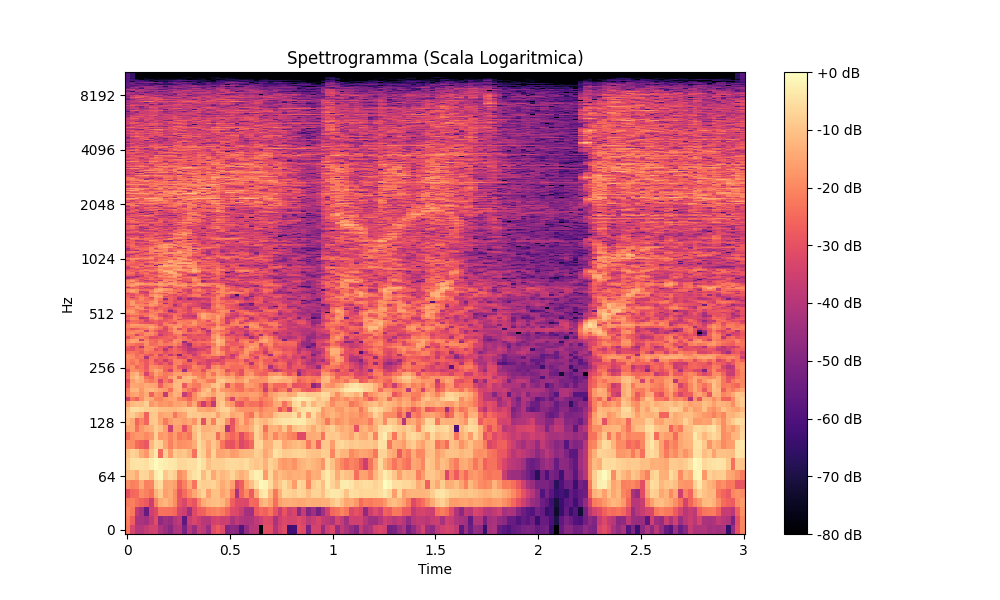 Spettrogramma (Scala Logaritmica)
Hz
8192
4096
2048
1024
512
256
128
64
0
0
0.5
1
1.5
2
2.5
3
Time
+0 dB
-10 dB
-20 dB
-30 dB
-40 dB
-50 dB
-60 dB
-70 dB
-80 dB